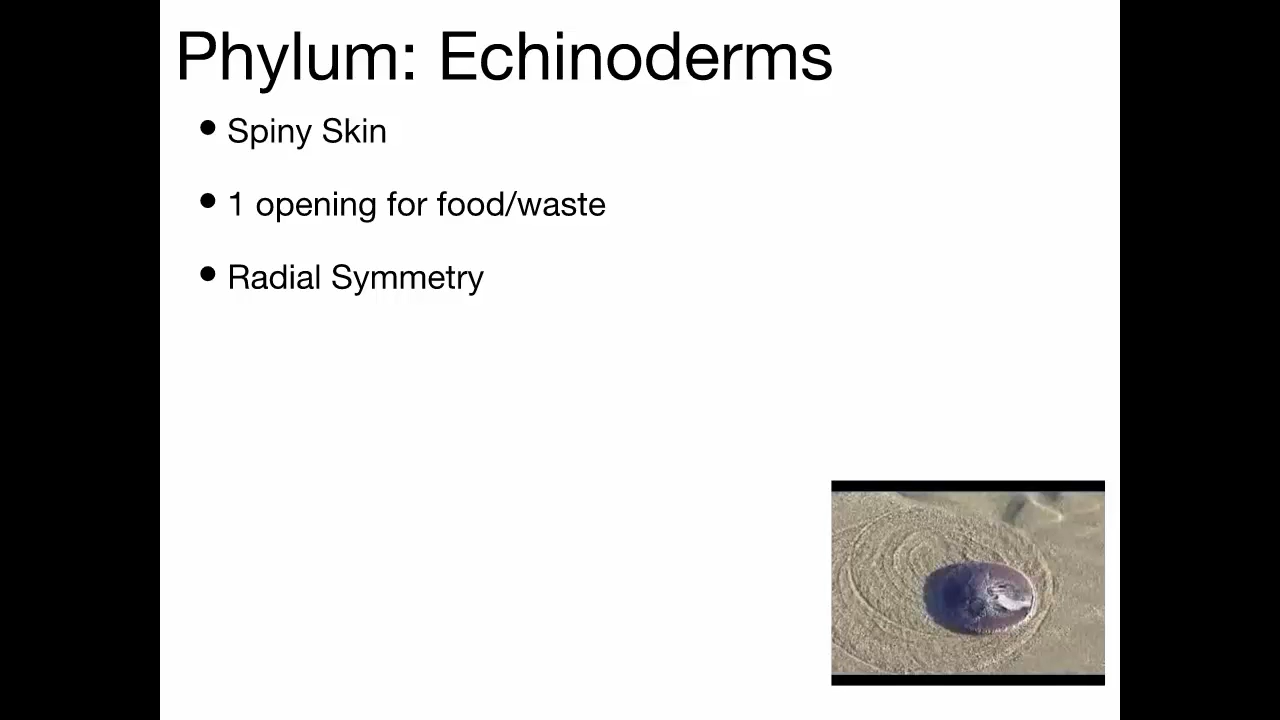 Phylum: Echinoderms
• Spiny Skin
• 1 opening for food/waste
• Radial Symmetry